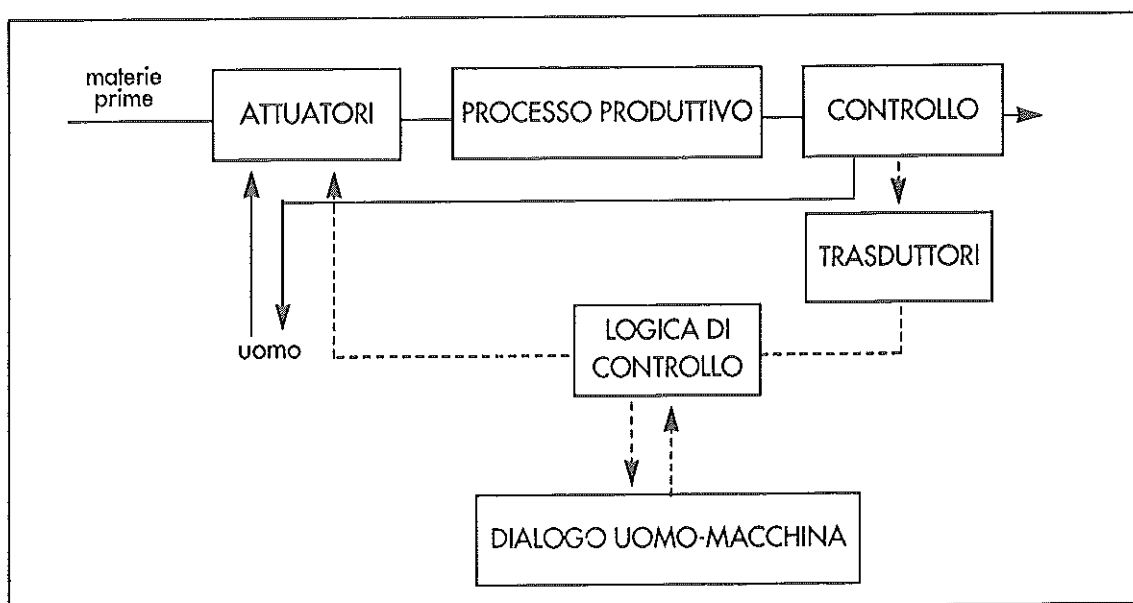 materie
prime
ATTUATORI
PROCESSO PRODUTTIVO
CONTROLLO
TRASDUTTORI
uomo
LOGICA DI
CONTROLLO
DIALOGO UOMO-MACCHINA